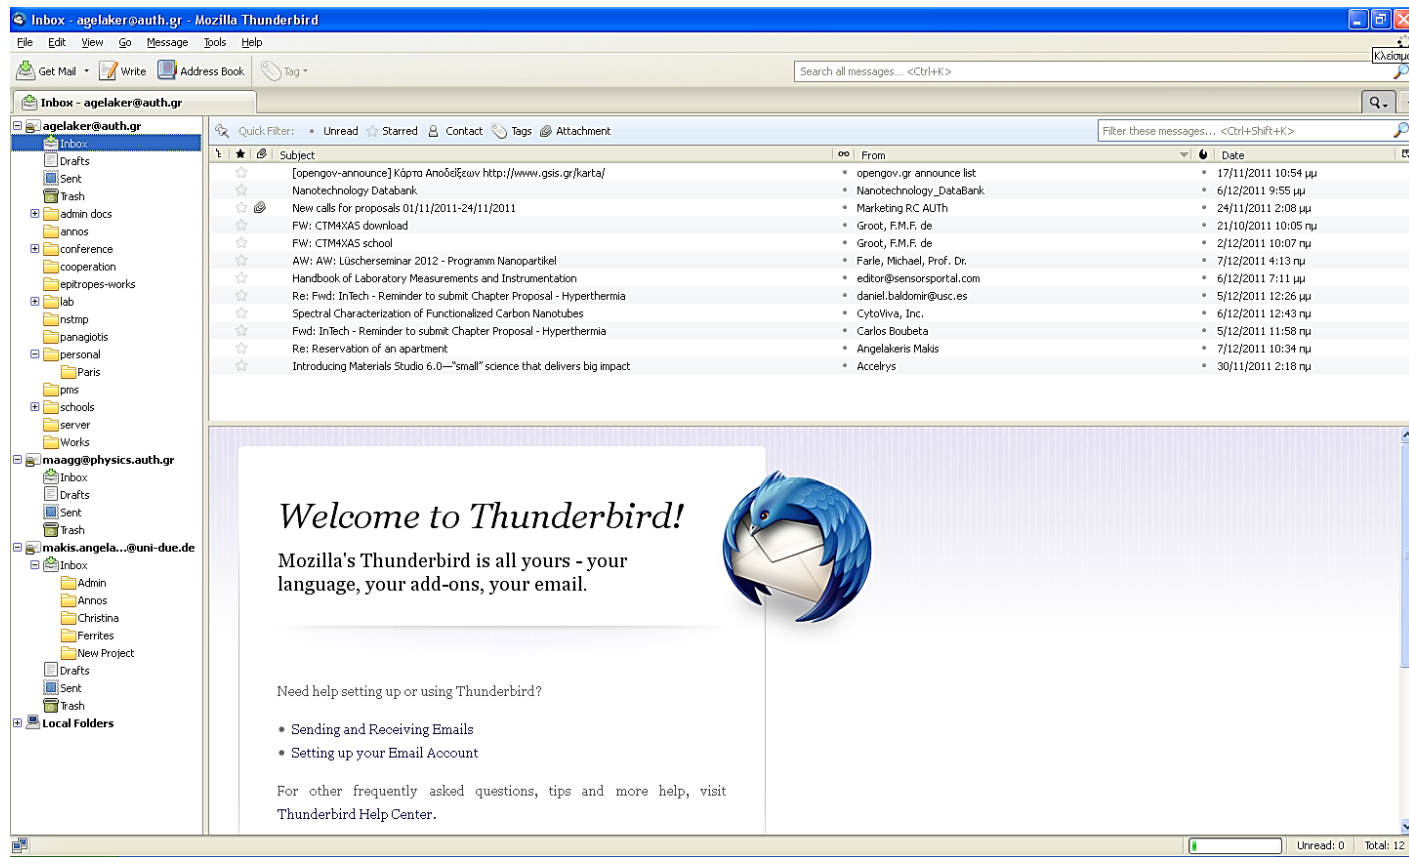 Inbox - agelaker@auth.gr - Mozilla Thunderbird
File Edit View Go Message Tools Help
Κλείσιμο
Get Mail Write Address Book Tag Search all messages... <Ctrl+K>
Inbox - agelaker@auth.gr
agelaker@auth.gr
Inbox
Drafts
Sent
Trash
admin docs
annos
conference
cooperation
epitropes-works
lab
nstmp
panagiotis
personal
Paris
pms
schools
server
Works
maagg@physics.auth.gr
Inbox
Drafts
Sent
Trash
makis.angela...@uni-due.de
Inbox
Admin
Annos
Christina
Ferrites
New Project
Drafts
Sent
Trash
Local Folders
Quick Filter: Unread Starred Contact Tags Attachment Filter these messages... <Ctrl+Shift+K>
Subject From Date
[opengov-announce] Κάρτα Αποδείξεων http://www.gsis.gr/karta/ opengov.gr announce list 17/11/2011 10:54 μμ
Nanotechnology Databank Nanotechnology_DataBank 6/12/2011 9:55 μμ
New calls for proposals 01/11/2011-24/11/2011 Marketing RC AUTh 24/11/2011 2:08 μμ
FW: CTM4XAS download Groot, F.M.F. de 21/10/2011 10:05 πμ
FW: CTM4XAS school Groot, F.M.F. de 2/12/2011 10:07 πμ
AW: AW: Lüscherseminar 2012 - Programm Nanopartikel Farle, Michael, Prof. Dr. 7/12/2011 4:13 πμ
Handbook of Laboratory Measurements and Instrumentation editor@sensorsportal.com 6/12/2011 7:11 μμ
Re: Fwd: InTech - Reminder to submit Chapter Proposal - Hyperthermia daniel.baldomir@usc.es 5/12/2011 12:26 μμ
Spectral Characterization of Functionalized Carbon Nanotubes CytoViva, Inc. 6/12/2011 12:43 πμ
Fwd: InTech - Reminder to submit Chapter Proposal - Hyperthermia Carlos Boubeta 5/12/2011 11:58 πμ
Re: Reservation of an apartment Angelakeris Makis 7/12/2011 10:34 πμ
Introducing Materials Studio 6.0—"small" science that delivers big impact Accelrys 30/11/2011 2:18 πμ
Welcome to Thunderbird!
Mozilla's Thunderbird is all yours - your
language, your add-ons, your email.
Need help setting up or using Thunderbird?
Sending and Receiving Emails
Setting up your Email Account
For other frequently asked questions, tips and more help, visit
Thunderbird Help Center.
Unread: 0 Total: 12